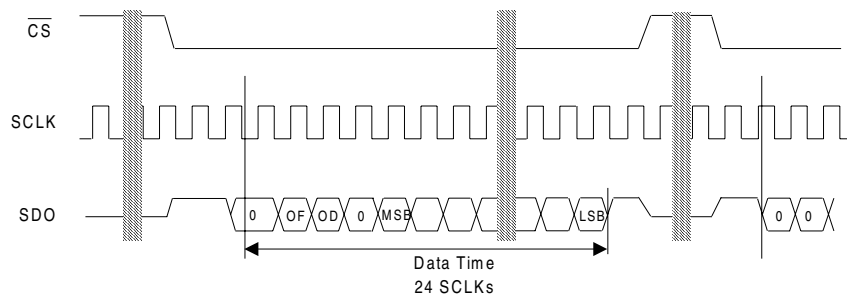 CS
SCLK
SDO
0 OF OD 0 MSB LSB 0 0
Data Time
24 SCLKs